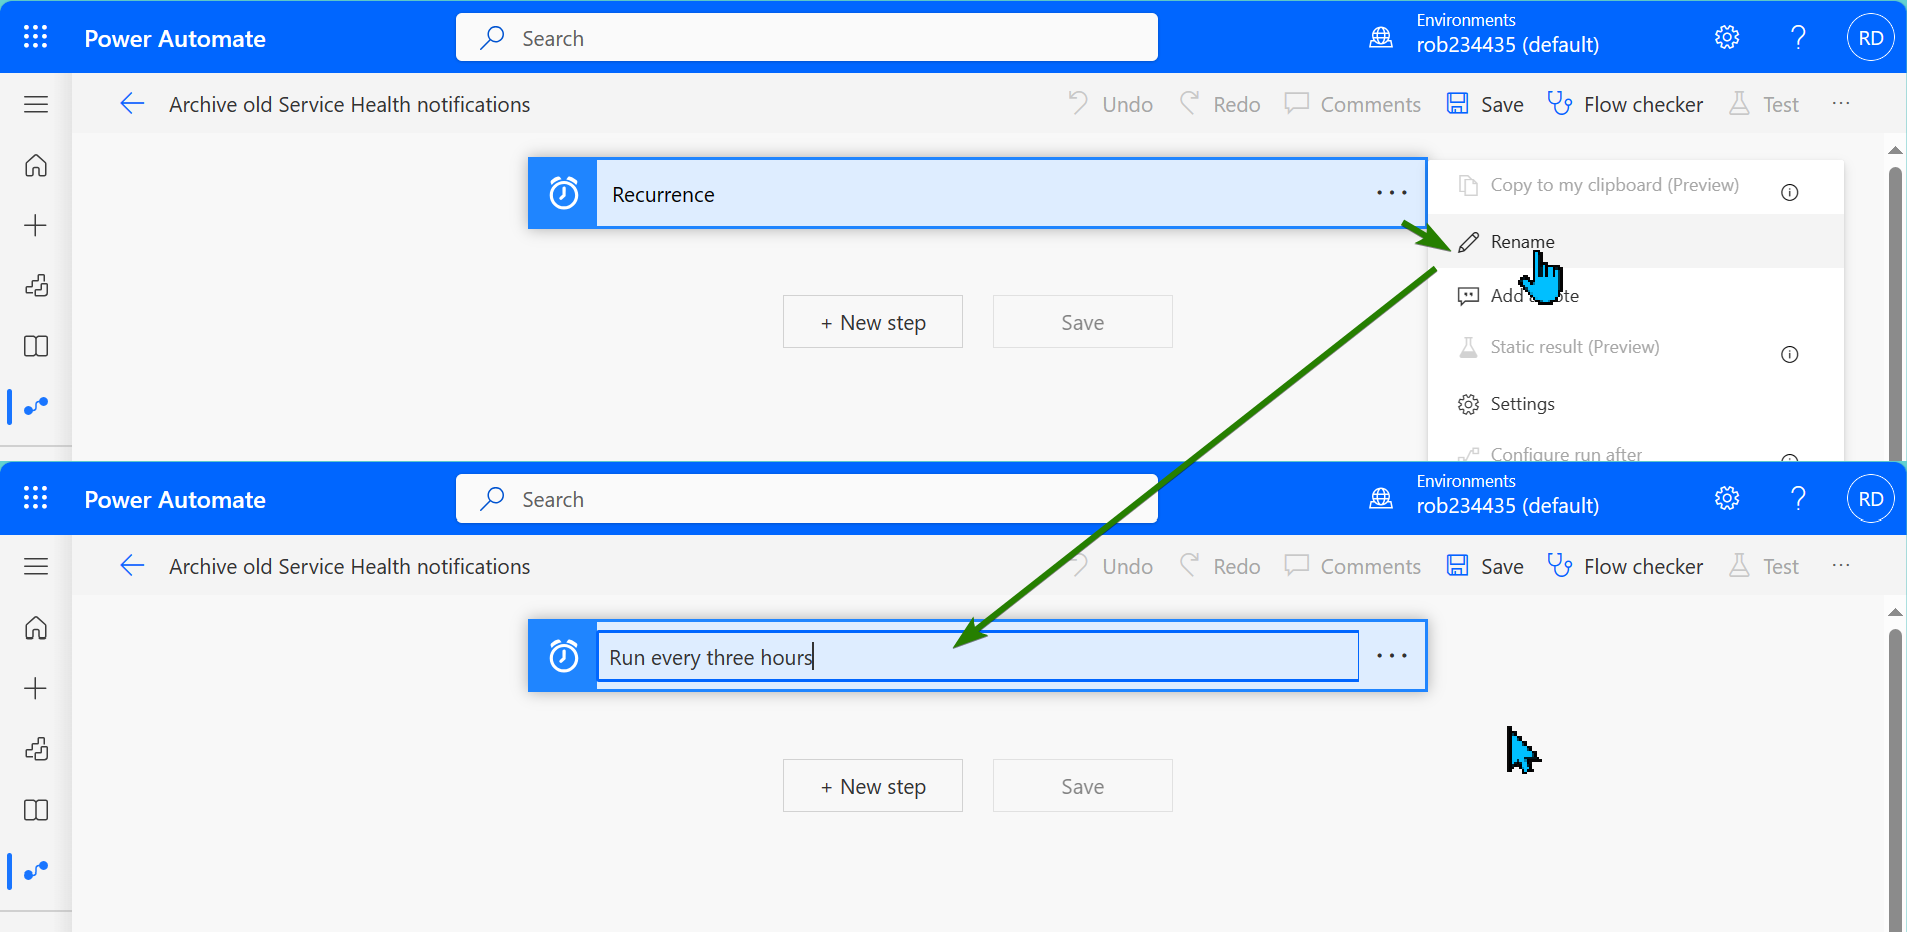 Power Automate
Search
Environments
rob234435 (default)
RD
Archive old Service Health notifications
Undo
Redo
Comments
Save
Flow checker
Test
Recurrence
Copy to my clipboard (Preview)
Rename
Add a
Static result (Preview)
Settings
Configure run after
+ New step
Save
Power Automate
Search
Environments
rob234435 (default)
RD
Archive old Service Health notifications
Undo
Redo
Comments
Save
Flow checker
Test
Run every three hours
+ New step
Save